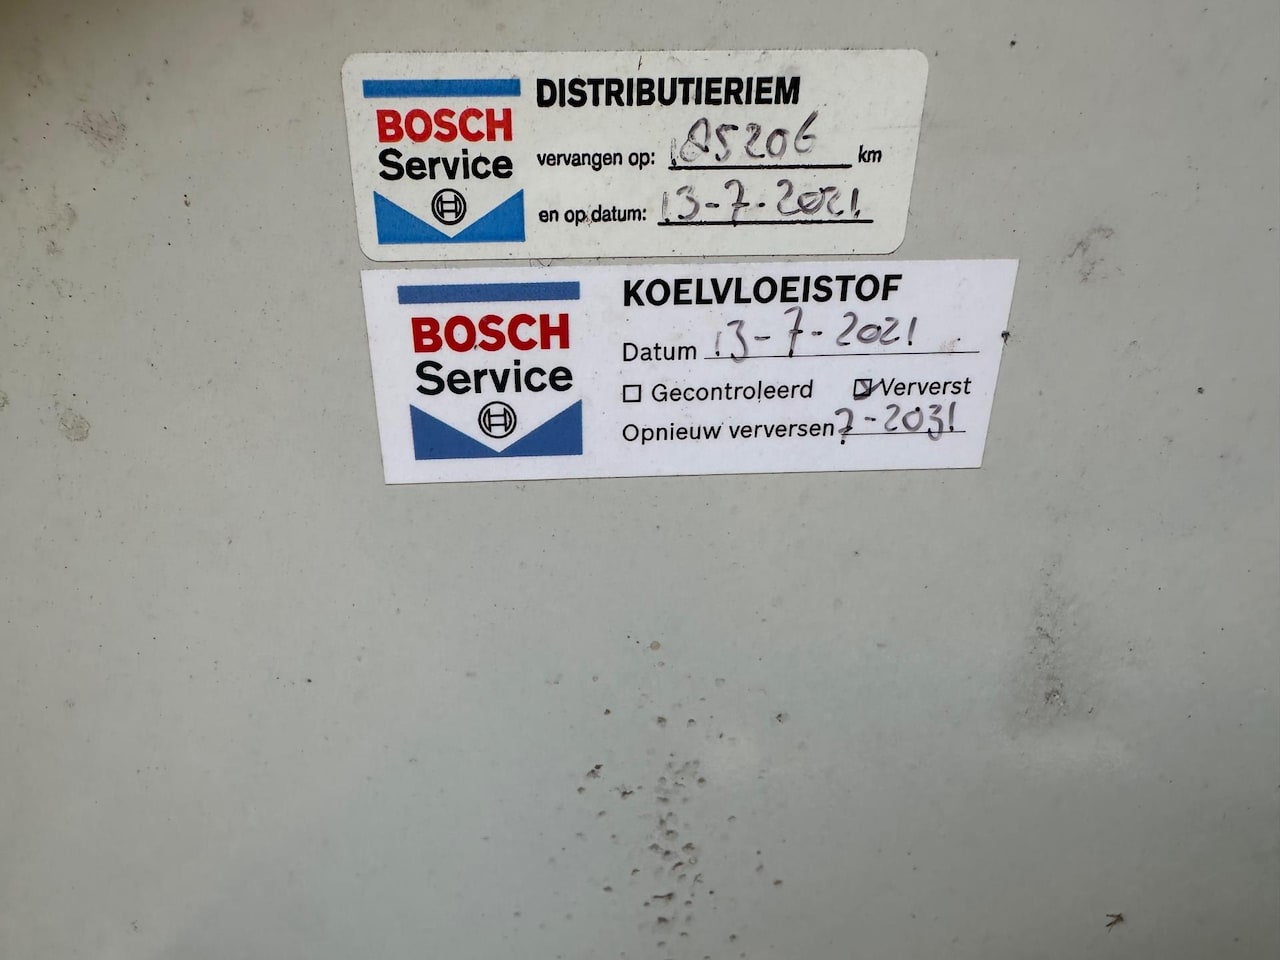 BOSCH
Service
DISTRIBUTIERIEM
vervangen op: 185206 km
en op datum: 13-7-2021
BOSCH
Service
KOELVLOEISTOF
Datum 13-7-2021
☐ Gecontroleerd ☑ Ververst
Opnieuw verversen 7-2031